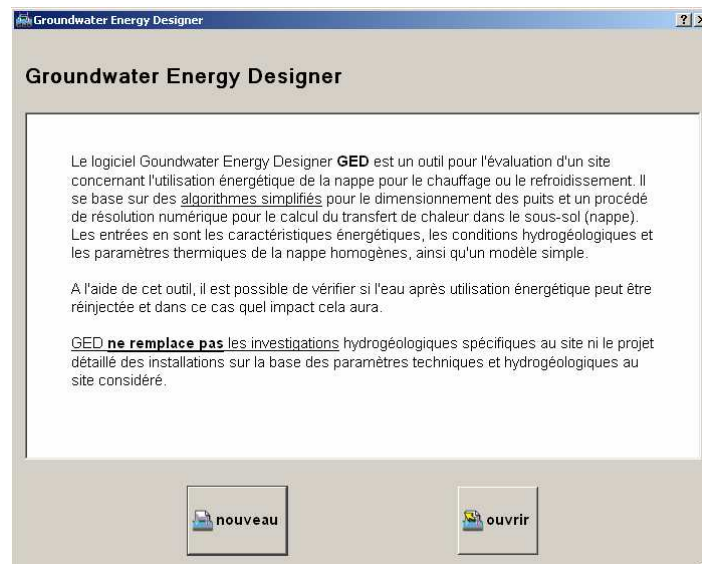 Groundwater Energy Designer
Groundwater Energy Designer
Le logiciel Goundwater Energy Designer GED est un outil pour l'évaluation d'un site
concernant l'utilisation énergétique de la nappe pour le chauffage ou le refroidissement. Il
se base sur des algorithmes simplifiés pour le dimensionnement des puits et un procédé
de résolution numérique pour le calcul du transfert de chaleur dans le sous-sol (nappe).
Les entrées en sont les caractéristiques énergétiques, les conditions hydrogéologiques et
les paramètres thermiques de la nappe homogènes, ainsi qu'un modèle simple.
A l'aide de cet outil, il est possible de vérifier si l'eau après utilisation énergétique peut être
réinjectée et dans ce cas quel impact cela aura.
GED ne remplace pas les investigations hydrogéologiques spécifiques au site ni le projet
détaillé des installations sur la base des paramètres techniques et hydrogéologiques au
site considéré.
nouveau
ouvrir